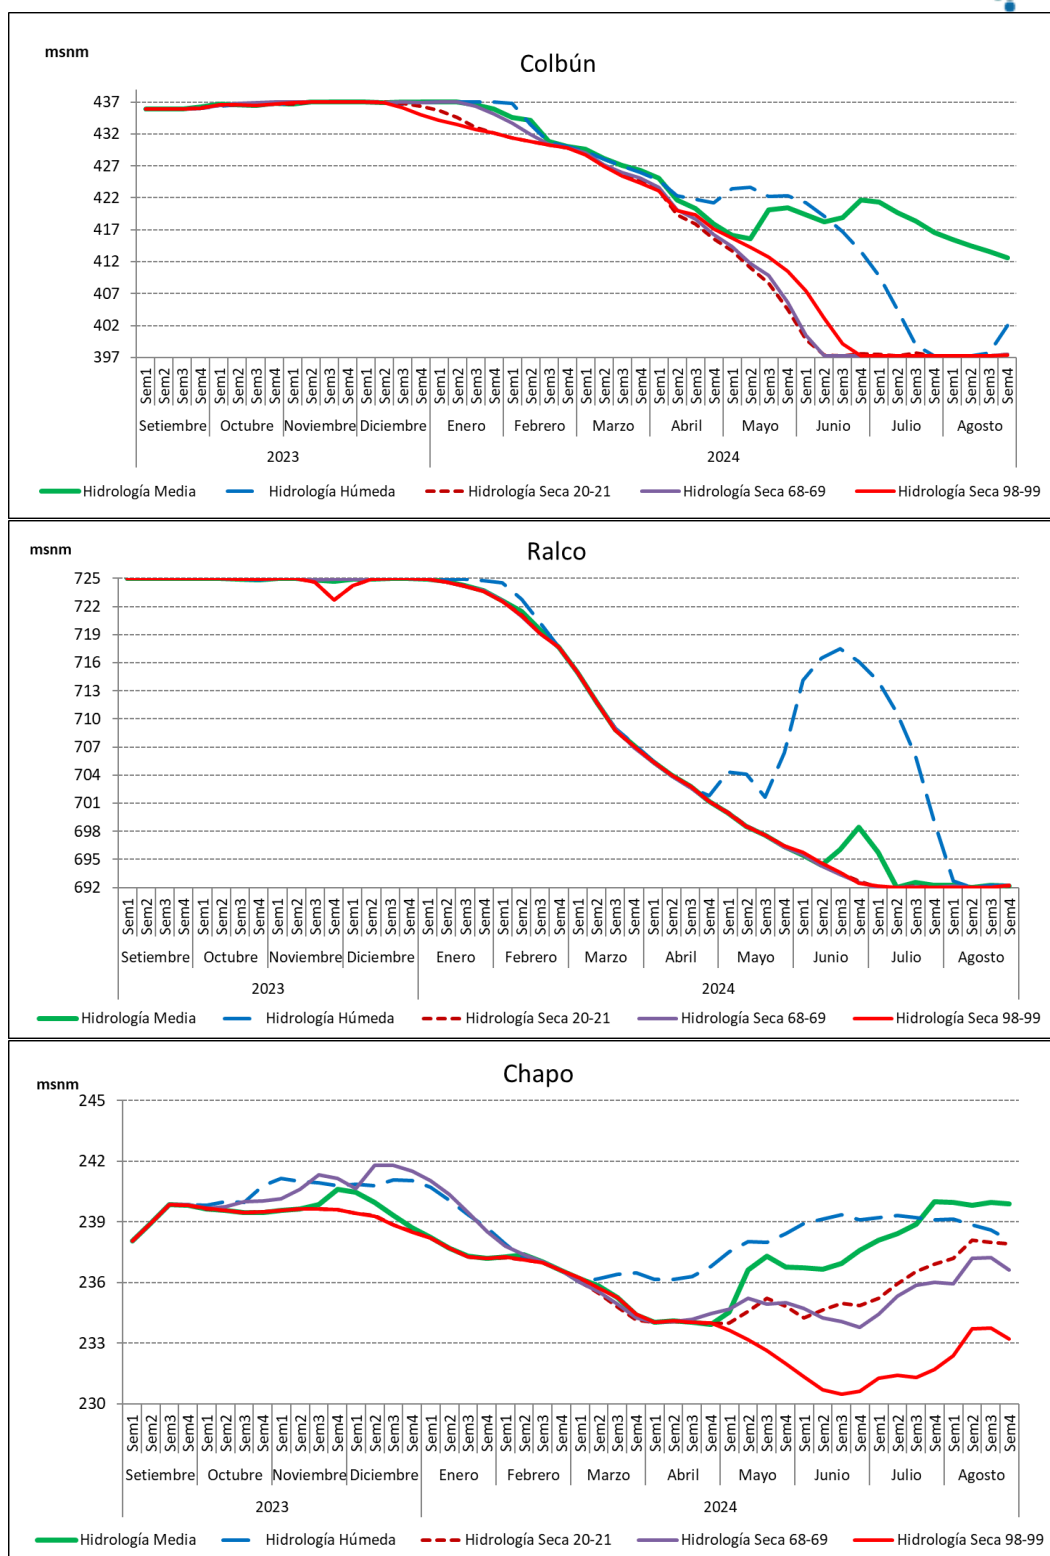 msnm
Colbún
437
432
427
422
417
412
407
402
397
Sem1 Sem2 Sem3 Sem4 Sem1 Sem2 Sem3 Sem4 Sem1 Sem2 Sem3 Sem4 Sem1 Sem2 Sem3 Sem4 Sem1 Sem2 Sem3 Sem4 Sem1 Sem2 Sem3 Sem4 Sem1 Sem2 Sem3 Sem4 Sem1 Sem2 Sem3 Sem4 Sem1 Sem2 Sem3 Sem4 Sem1 Sem2 Sem3 Sem4 Sem1 Sem2 Sem3 Sem4 Sem1 Sem2 Sem3 Sem4
Setiembre Octubre Noviembre Diciembre Enero Febrero Marzo Abril Mayo Junio Julio Agosto
2023 2024
Hidrología Media Hidrología Húmeda Hidrología Seca 20-21 Hidrología Seca 68-69 Hidrología Seca 98-99
msnm
Ralco
725
722
719
716
713
710
707
704
701
698
695
692
Sem1 Sem2 Sem3 Sem4 Sem1 Sem2 Sem3 Sem4 Sem1 Sem2 Sem3 Sem4 Sem1 Sem2 Sem3 Sem4 Sem1 Sem2 Sem3 Sem4 Sem1 Sem2 Sem3 Sem4 Sem1 Sem2 Sem3 Sem4 Sem1 Sem2 Sem3 Sem4 Sem1 Sem2 Sem3 Sem4 Sem1 Sem2 Sem3 Sem4 Sem1 Sem2 Sem3 Sem4 Sem1 Sem2 Sem3 Sem4
Setiembre Octubre Noviembre Diciembre Enero Febrero Marzo Abril Mayo Junio Julio Agosto
2023 2024
Hidrología Media Hidrología Húmeda Hidrología Seca 20-21 Hidrología Seca 68-69 Hidrología Seca 98-99
Chapo
msnm
245
242
239
236
233
230
Sem1 Sem2 Sem3 Sem4 Sem1 Sem2 Sem3 Sem4 Sem1 Sem2 Sem3 Sem4 Sem1 Sem2 Sem3 Sem4 Sem1 Sem2 Sem3 Sem4 Sem1 Sem2 Sem3 Sem4 Sem1 Sem2 Sem3 Sem4 Sem1 Sem2 Sem3 Sem4 Sem1 Sem2 Sem3 Sem4 Sem1 Sem2 Sem3 Sem4 Sem1 Sem2 Sem3 Sem4 Sem1 Sem2 Sem3 Sem4
Setiembre Octubre Noviembre Diciembre Enero Febrero Marzo Abril Mayo Junio Julio Agosto
2023 2024
Hidrología Media Hidrología Húmeda Hidrología Seca 20-21 Hidrología Seca 68-69 Hidrología Seca 98-99